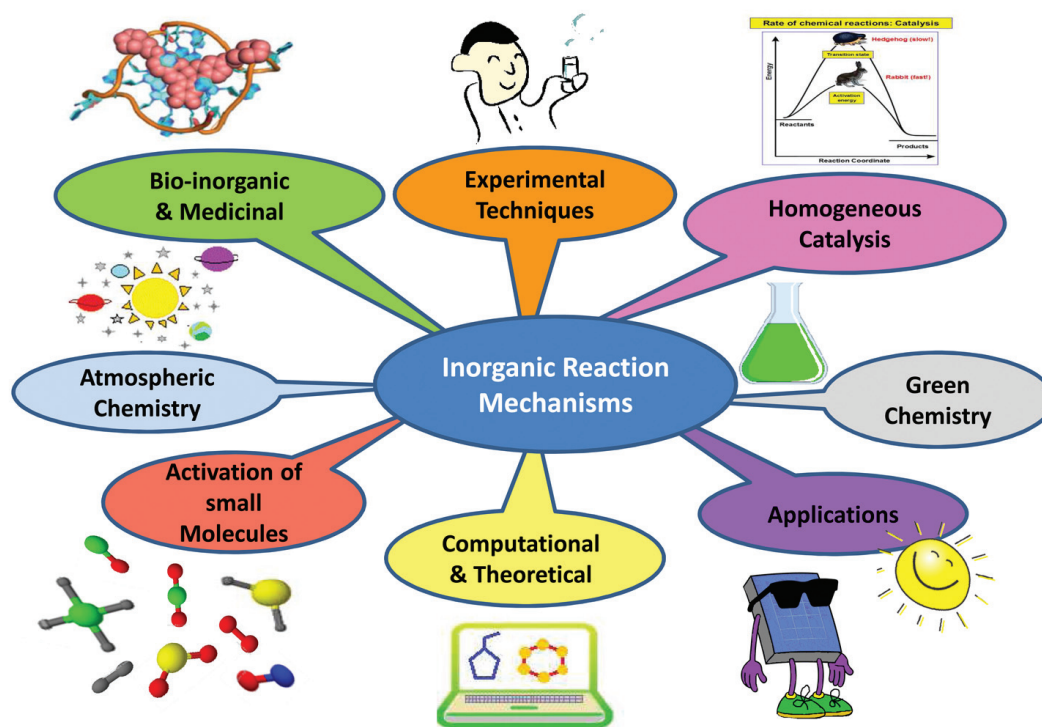 Rate of chemical reactions: Catalysis
Hedgehog (slow!)
Transition state
Rabbit (fast!)
Activation
energy
Energy
Reactants
Products
Reaction Coordinate
Bio-inorganic
& Medicinal
Experimental
Techniques
Homogeneous
Catalysis
Inorganic Reaction
Mechanisms
Atmospheric
Chemistry
Green
Chemistry
Activation of
small
Molecules
Computational
& Theoretical
Applications